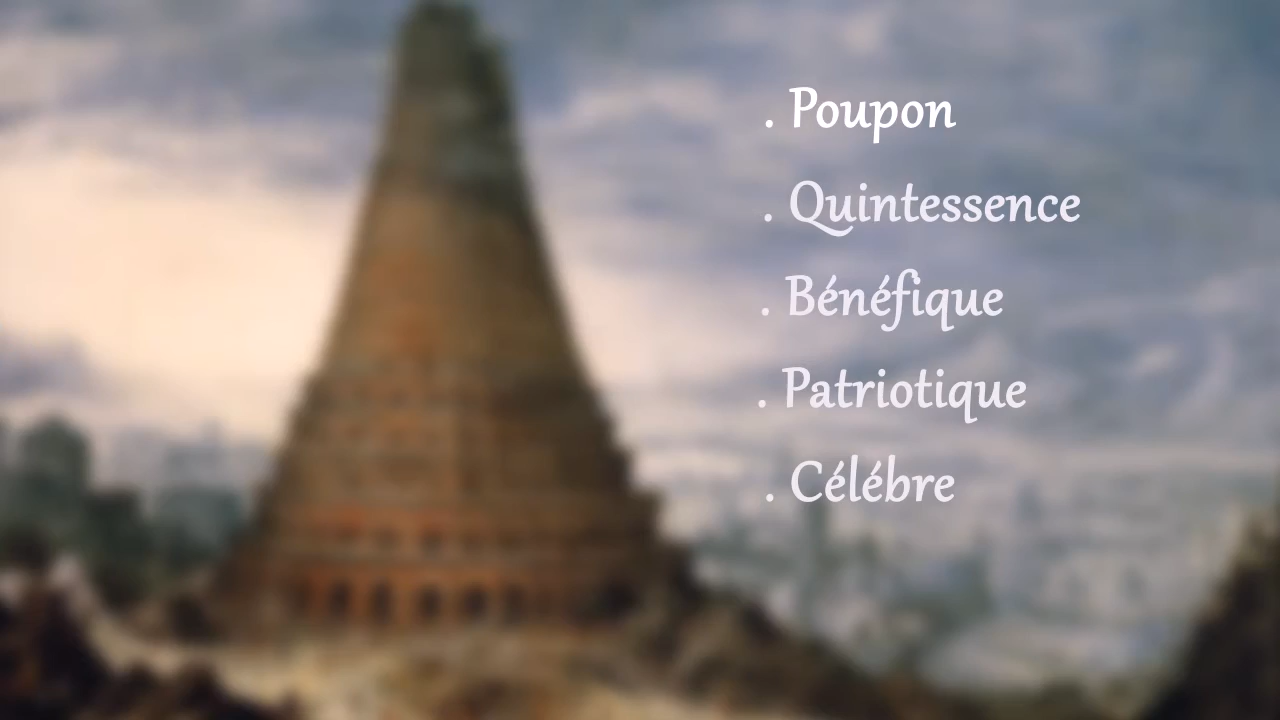 . Poupon
. Quintessence
. Bénéfique
. Patriotique
. Célébre